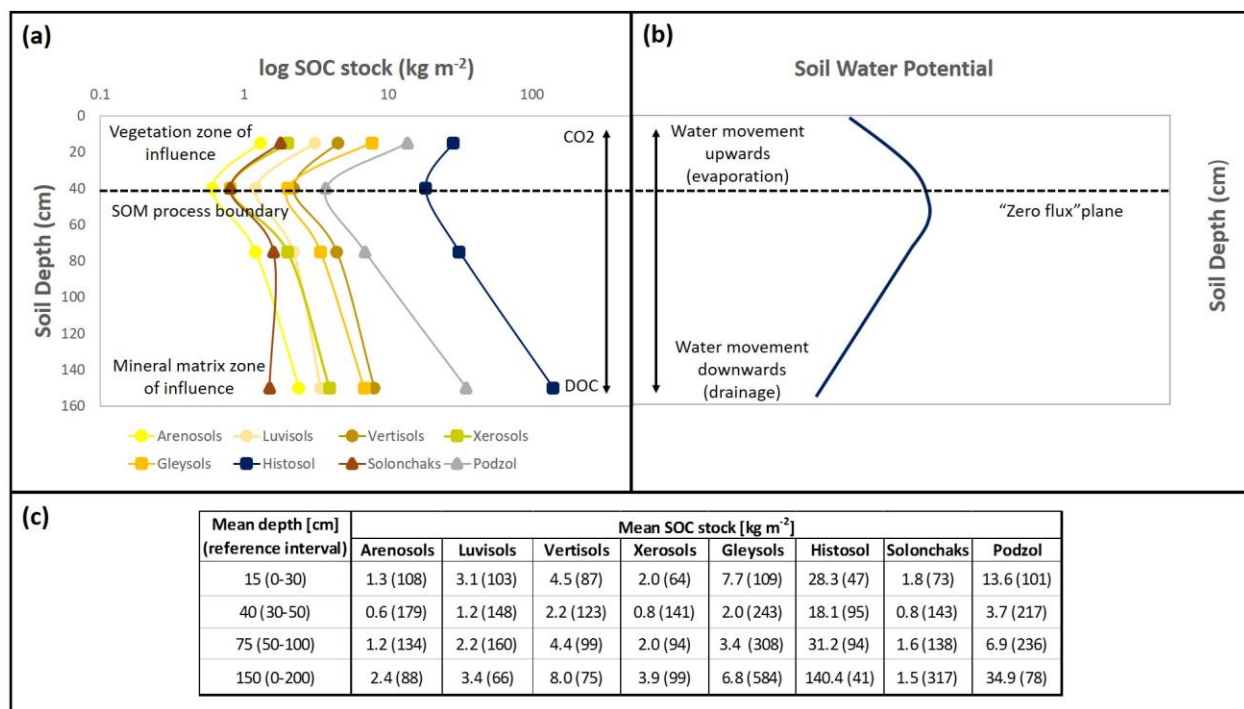 (a)
log SOC stock (kg m-2)
0.1 1 10 100
0
20
40
60
80
100
120
140
160
Soil Depth (cm)
Vegetation zone of
influence
SOM process boundary
Mineral matrix zone
of influence
CO2
DOC
Arenosols Luvisols Vertisols Xerosols
Gleysols Histosol Solonchaks Podzol
(b)
Soil Water Potential
Water movement
upwards
(evaporation)
"Zero flux"plane
Water movement
downwards
(drainage)
Soil Depth (cm)
(c)
Mean depth [cm] Mean SOC stock [kg m-2]
(reference interval) Arenosols Luvisols Vertisols Xerosols Gleysols Histosol Solonchaks Podzol
15 (0-30) 1.3 (108) 3.1 (103) 4.5 (87) 2.0 (64) 7.7 (109) 28.3 (47) 1.8 (73) 13.6 (101)
40 (30-50) 0.6 (179) 1.2 (148) 2.2 (123) 0.8 (141) 2.0 (243) 18.1 (95) 0.8 (143) 3.7 (217)
75 (50-100) 1.2 (134) 2.2 (160) 4.4 (99) 2.0 (94) 3.4 (308) 31.2 (94) 1.6 (138) 6.9 (236)
150 (0-200) 2.4 (88) 3.4 (66) 8.0 (75) 3.9 (99) 6.8 (584) 140.4 (41) 1.5 (317) 34.9 (78)